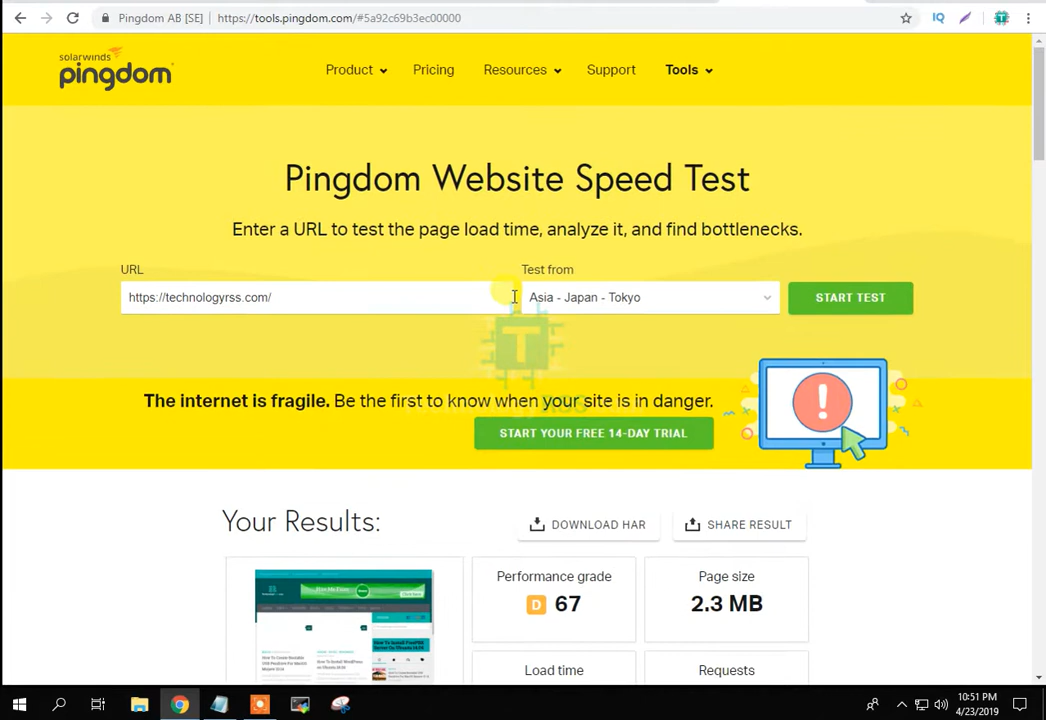 Pingdom AB [SE] | https://tools.pingdom.com/#5a92c69b3ec00000
IQ
solarwinds
pingdom
Product
Pricing
Resources
Support
Tools
Pingdom Website Speed Test
Enter a URL to test the page load time, analyze it, and find bottlenecks.
URL
Test from
https://technologyrss.com/
Asia - Japan - Tokyo
START TEST
T
The internet is fragile. Be the first to know when your site is in danger.
START YOUR FREE 14-DAY TRIAL
Your Results:
DOWNLOAD HAR
SHARE RESULT
Performance grade
D 67
Page size
2.3 MB
Load time
Requests
10:51 PM
4/23/2019